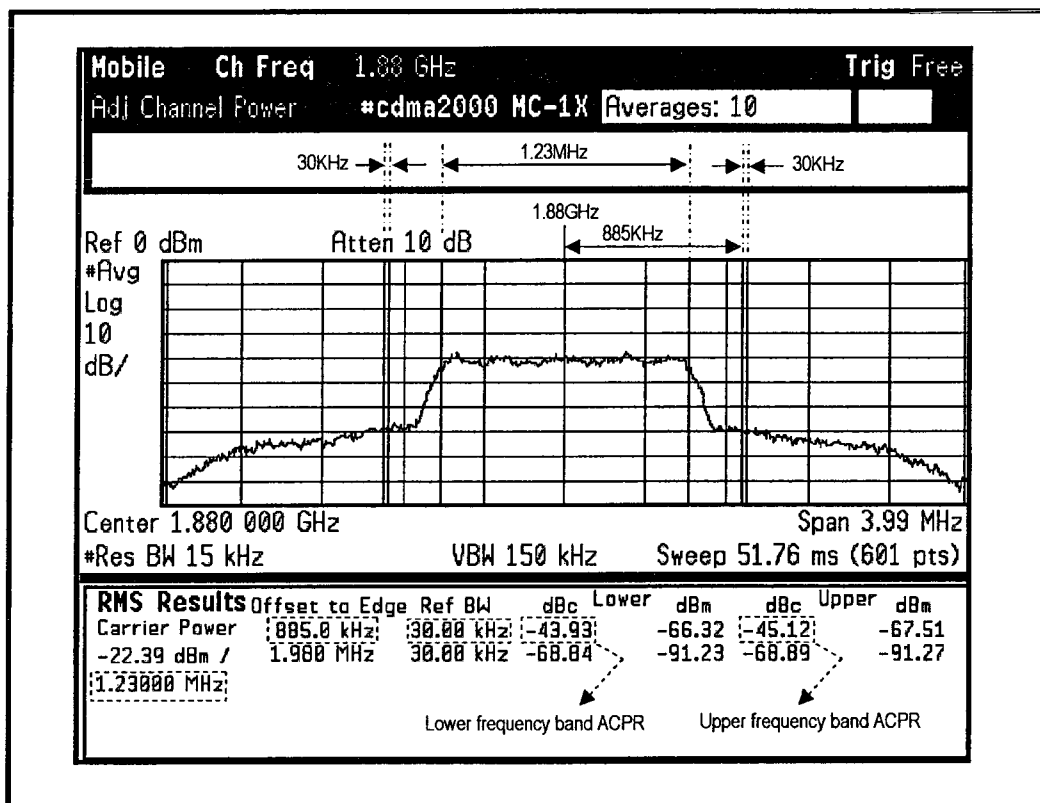 Mobile Ch Freq 1.88 GHz Trig Free
Adj Channel Power #cdma2000 MC-1X Averages: 10
30KHz 1.23MHz 30KHz
1.88GHz
885KHz
Ref 0 dBm Atten 10 dB
#Avg
Log
10
dB/
Center 1.880 000 GHz Span 3.99 MHz
#Res BW 15 kHz VBW 150 kHz Sweep 51.76 ms (601 pts)
RMS Results Offset to Edge Ref BW dBc Lower dBm dBc Upper dBm
Carrier Power 885.0 kHz 30.00 kHz -43.93 -66.32 -45.12 -67.51
-22.39 dBm / 1.980 MHz 30.00 kHz -68.84 -91.23 -68.89 -91.27
1.23000 MHz
Lower frequency band ACPR Upper frequency band ACPR